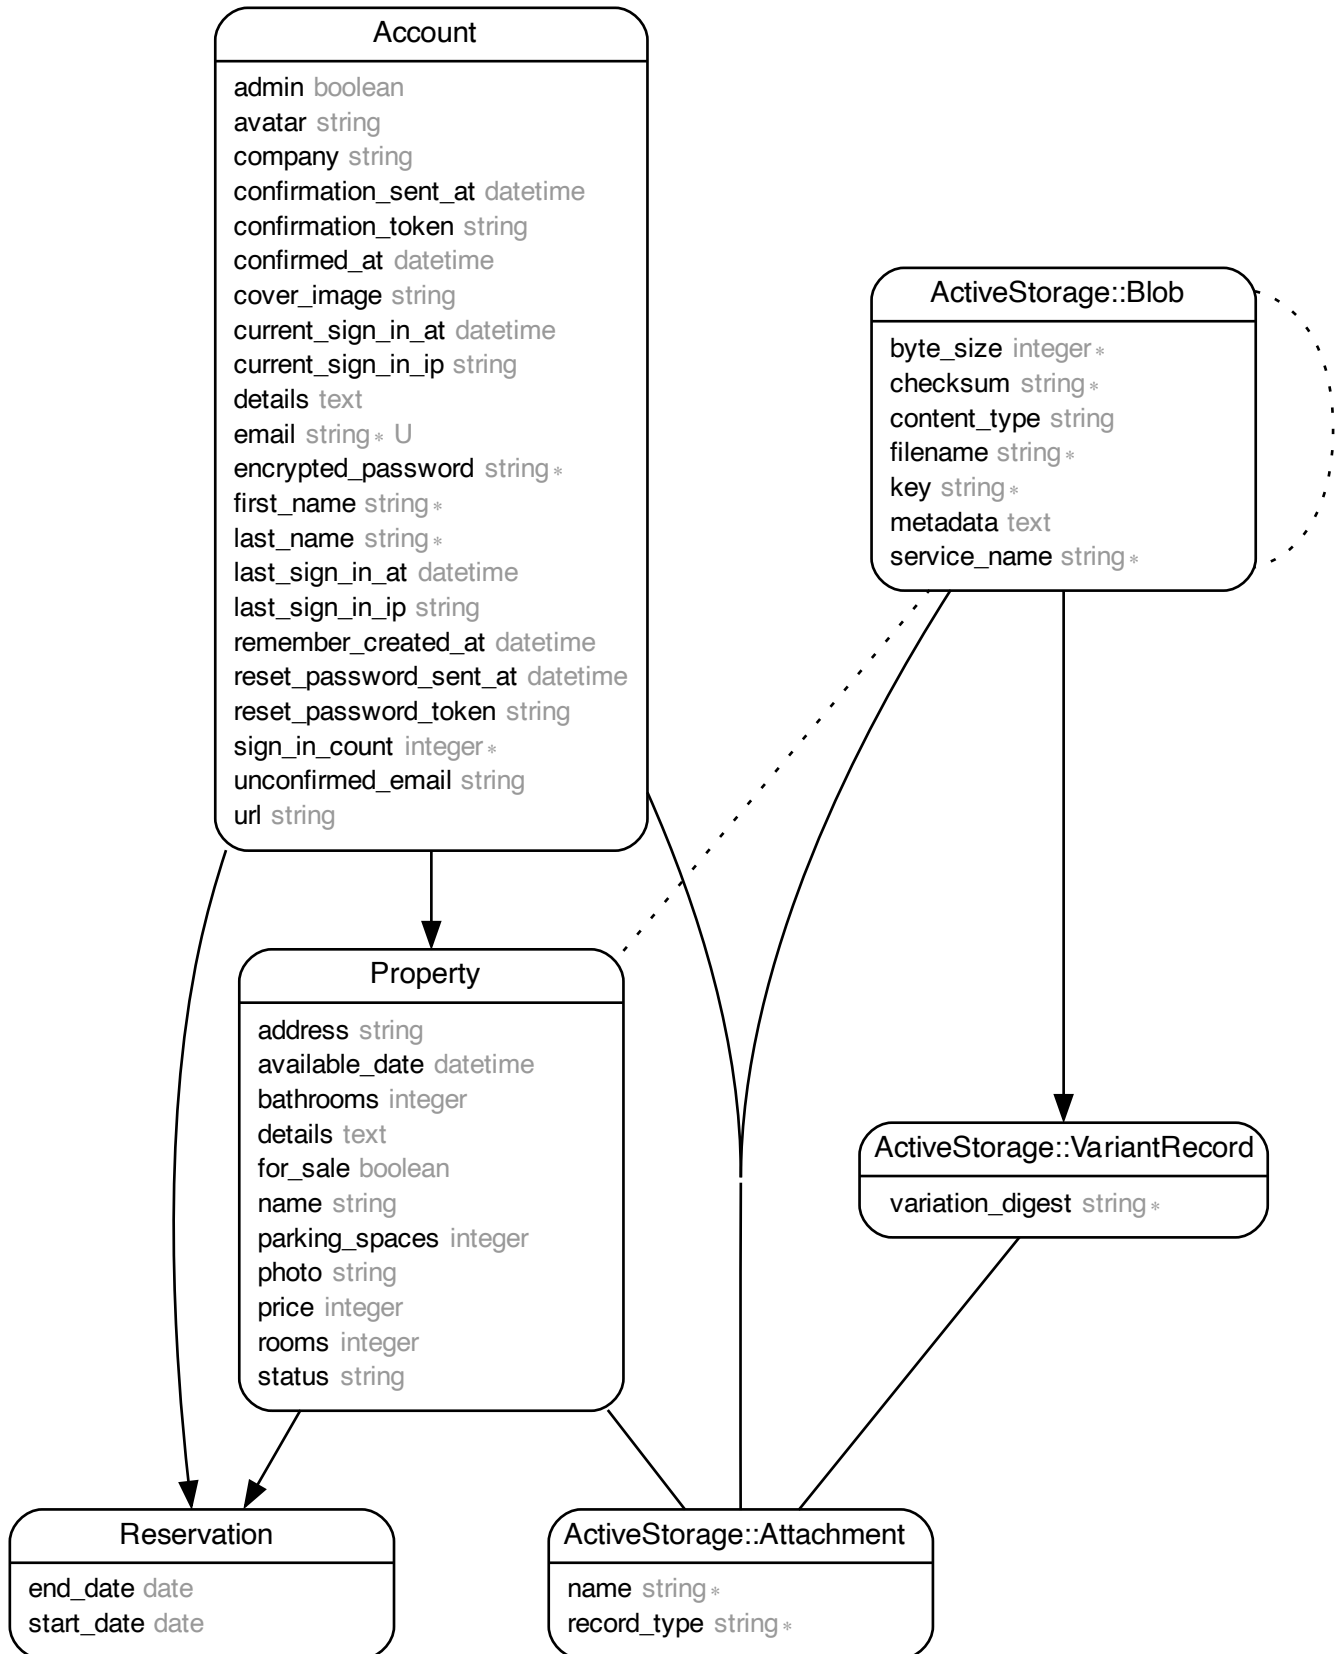 Account
admin boolean
avatar string
company string
confirmation_sent_at datetime
confirmation_token string
confirmed_at datetime
cover_image string
current_sign_in_at datetime
current_sign_in_ip string
details text
email string* U
encrypted_password string*
first_name string*
last_name string*
last_sign_in_at datetime
last_sign_in_ip string
remember_created_at datetime
reset_password_sent_at datetime
reset_password_token string
sign_in_count integer*
unconfirmed_email string
url string
ActiveStorage::Blob
byte_size integer*
checksum string*
content_type string
filename string*
key string*
metadata text
service_name string*
Property
address string
available_date datetime
bathrooms integer
details text
for_sale boolean
name string
parking_spaces integer
photo string
price integer
rooms integer
status string
ActiveStorage::VariantRecord
variation_digest string*
Reservation
end_date date
start_date date
ActiveStorage::Attachment
name string*
record_type string*